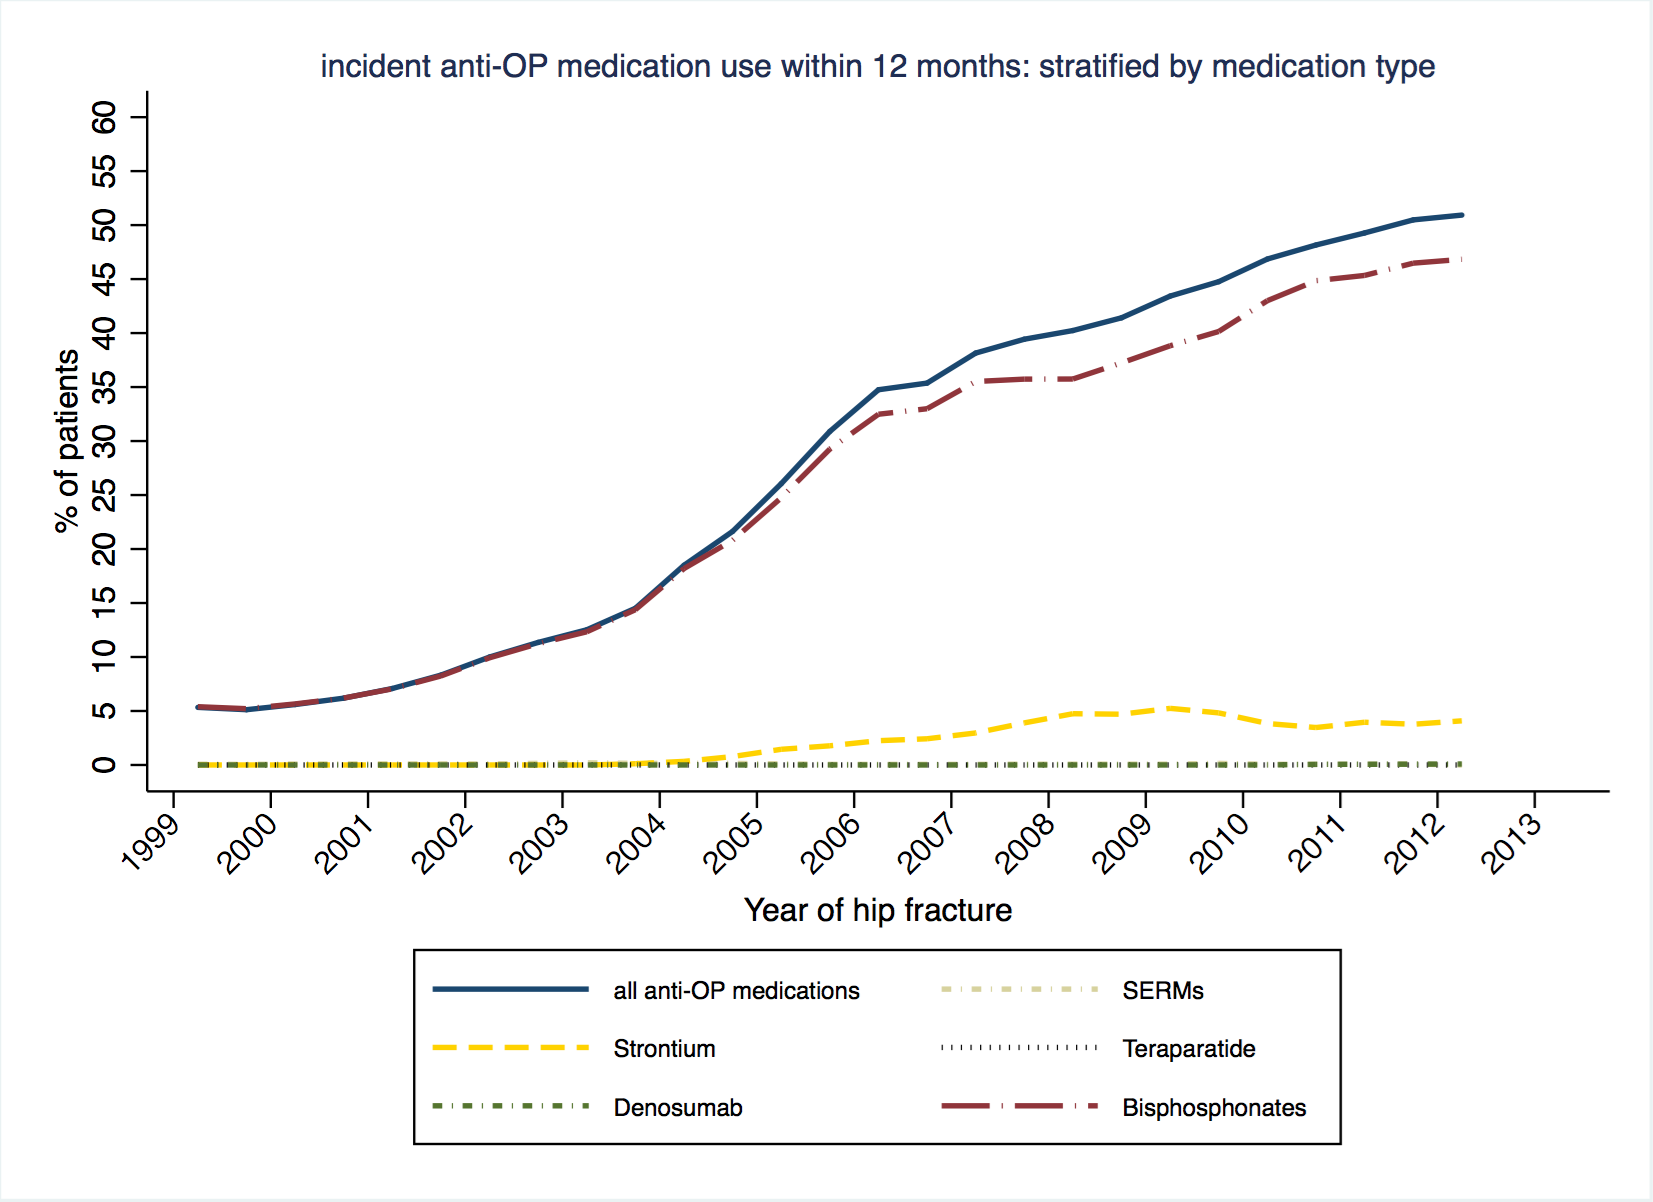 incident anti-OP medication use within 12 months: stratified by medication type
60
55
50
45
40
35
30
25
20
15
10
5
0
% of patients
1999 2000 2001 2002 2003 2004 2005 2006 2007 2008 2009 2010 2011 2012 2013
Year of hip fracture
all anti-OP medications SERMs
Strontium Teraparatide
Denosumab Bisphosphonates